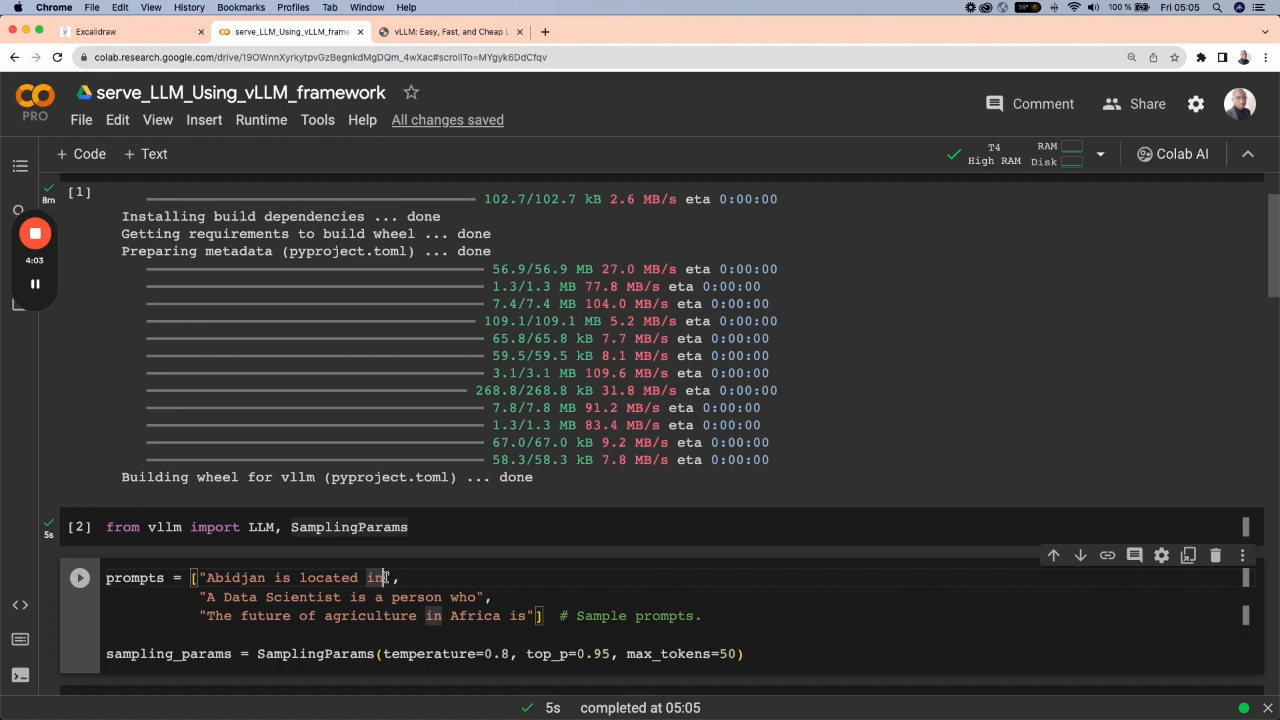 Chrome File Edit View History Bookmarks Profiles Tab Window Help 39° 100 % Fri 05:05
Excalidraw serve_LLM_Using_vLLM_frame vLLM: Easy, Fast, and Cheap L
colab.research.google.com/drive/19OWnnXyrkytpvGzBegnkdMgDQm_4wXac#scrollTo=MYgyk6DdCfqv
serve_LLM_Using_vLLM_framework
PRO
Comment Share
File Edit View Insert Runtime Tools Help All changes saved
+ Code + Text
T4 High RAM RAM Disk Colab AI
[1]
8m
102.7/102.7 kB 2.6 MB/s eta 0:00:00
Installing build dependencies ... done
Getting requirements to build wheel ... done
Preparing metadata (pyproject.toml) ... done
56.9/56.9 MB 27.0 MB/s eta 0:00:00
1.3/1.3 MB 77.8 MB/s eta 0:00:00
7.4/7.4 MB 104.0 MB/s eta 0:00:00
109.1/109.1 MB 5.2 MB/s eta 0:00:00
65.8/65.8 kB 7.7 MB/s eta 0:00:00
59.5/59.5 kB 8.1 MB/s eta 0:00:00
3.1/3.1 MB 109.6 MB/s eta 0:00:00
268.8/268.8 kB 31.8 MB/s eta 0:00:00
7.8/7.8 MB 91.2 MB/s eta 0:00:00
1.3/1.3 MB 83.4 MB/s eta 0:00:00
67.0/67.0 kB 9.2 MB/s eta 0:00:00
58.3/58.3 kB 7.8 MB/s eta 0:00:00
Building wheel for vllm (pyproject.toml) ... done
4:03
[2] from vllm import LLM, SamplingParams
5s
prompts = ["Abidjan is located in",
"A Data Scientist is a person who",
"The future of agriculture in Africa is"] # Sample prompts.
sampling_params = SamplingParams(temperature=0.8, top_p=0.95, max_tokens=50)
5s completed at 05:05